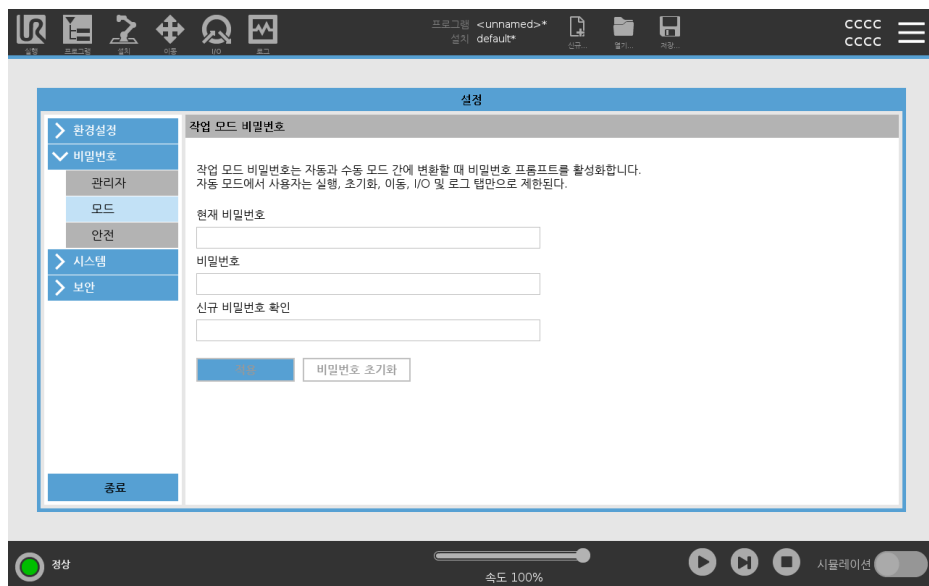 프로그램 <unnamed>*
설치 default*
cccc
cccc
실행
프로그램
설치
이동
I/O
로그
신규...
열기...
저장...
설정
환경설정
비밀번호
관리자
모드
안전
시스템
보안
종료
작업 모드 비밀번호
작업 모드 비밀번호는 자동과 수동 모드 간에 변환할 때 비밀번호 프롬프트를 활성화합니다.
자동 모드에서 사용자는 실행, 초기화, 이동, I/O 및 로그 탭만으로 제한된다.
현재 비밀번호
비밀번호
신규 비밀번호 확인
적용
비밀번호 초기화
정상
속도 100%
시뮬레이션